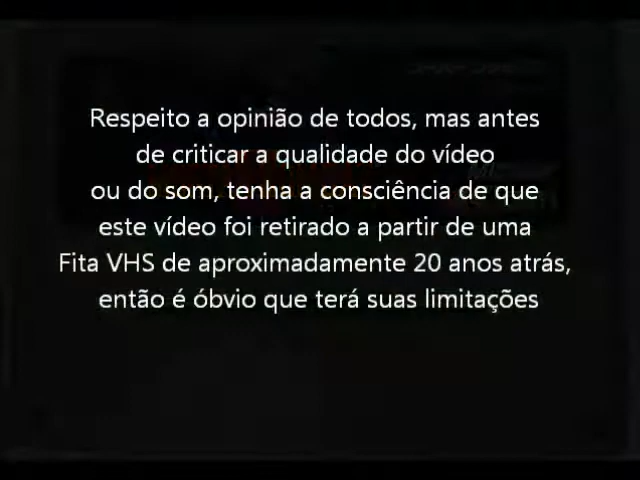 Respeito a opinião de todos, mas antes
de criticar a qualidade do vídeo
ou do som, tenha a consciência de que
este vídeo foi retirado a partir de uma
Fita VHS de aproximadamente 20 anos atrás,
então é óbvio que terá suas limitações